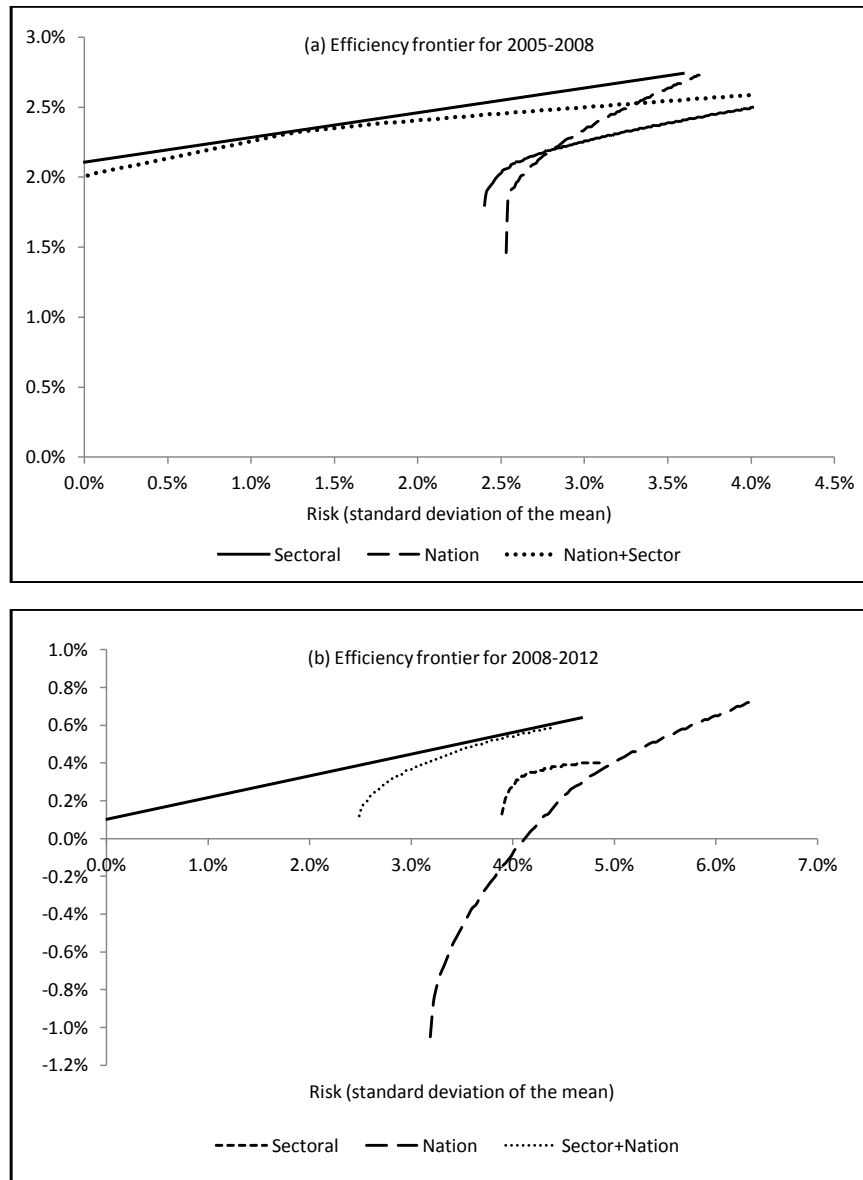 (a) Efficiency frontier for 2005-2008
3.0%
2.5%
2.0%
1.5%
1.0%
0.5%
0.0%
0.0% 0.5% 1.0% 1.5% 2.0% 2.5% 3.0% 3.5% 4.0% 4.5%
Risk (standard deviation of the mean)
Sectoral Nation Nation+Sector
(b) Efficiency frontier for 2008-2012
1.0%
0.8%
0.6%
0.4%
0.2%
0.0%
0.0% 1.0% 2.0% 3.0% 4.0% 5.0% 6.0% 7.0%
-0.2%
-0.4%
-0.6%
-0.8%
-1.0%
-1.2%
Risk (standard deviation of the mean)
Sectoral Nation Sector+Nation